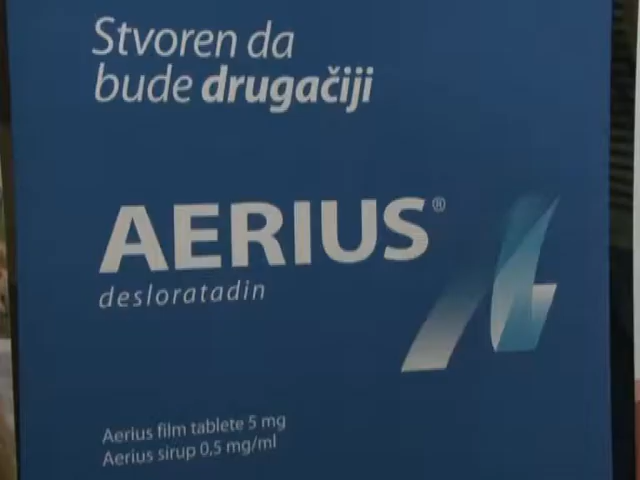 Stvoren da
bude drugačiji
AERIUS®
desloratadin
Aerius film tablete 5 mg
Aerius sirup 0,5 mg/ml